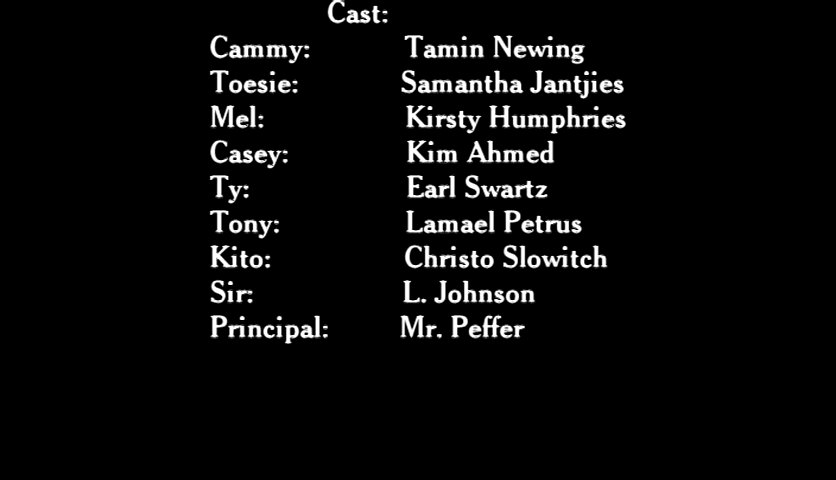 Cast:
Cammy: Tamin Newing
Toesie: Samantha Jantjies
Mel: Kirsty Humphries
Casey: Kim Ahmed
Ty: Earl Swartz
Tony: Lamael Petrus
Kito: Christo Slowitch
Sir: L. Johnson
Principal: Mr. Peffer